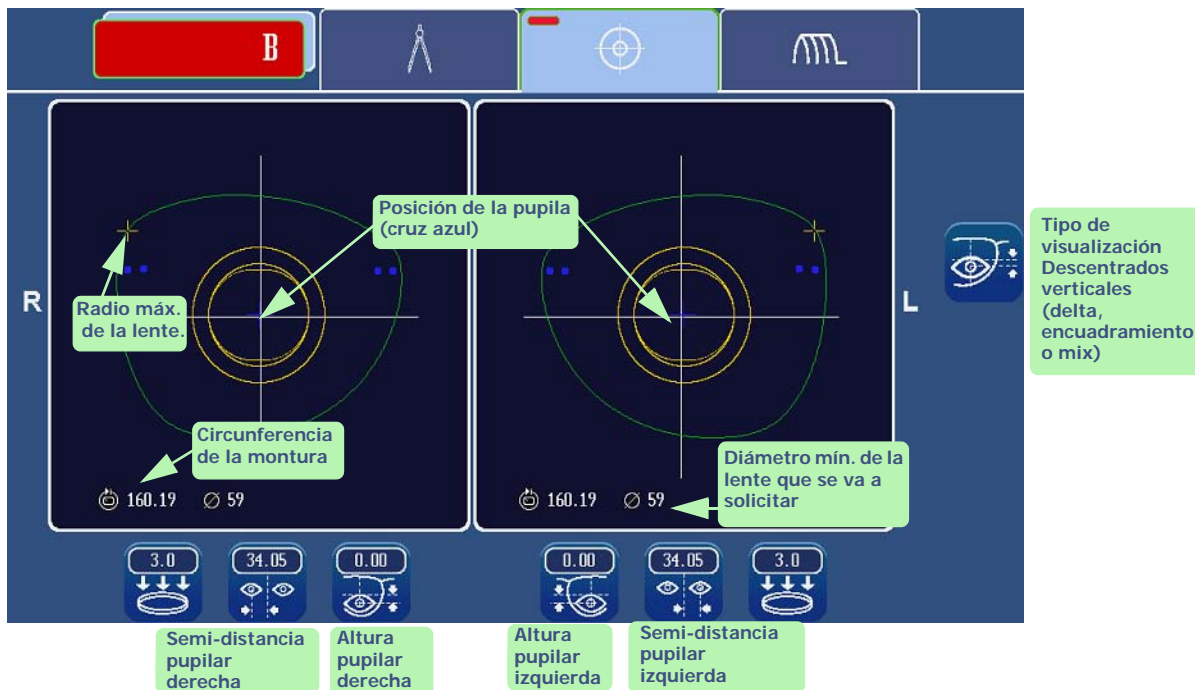 B
Posición de la pupila
(cruz azul)
Radio máx.
de la lente.
R
L
Tipo de
visualización
Descentrados
verticales
(delta,
encuadramiento
o mix)
Circunferencia
de la montura
160.19
59
Diámetro mín. de la
lente que se va a
solicitar
160.19
59
3.0
34.05
0.00
0.00
34.05
3.0
Semi-distancia
pupilar
derecha
Altura
pupilar
derecha
Altura
pupilar
izquierda
Semi-distancia
pupilar
izquierda